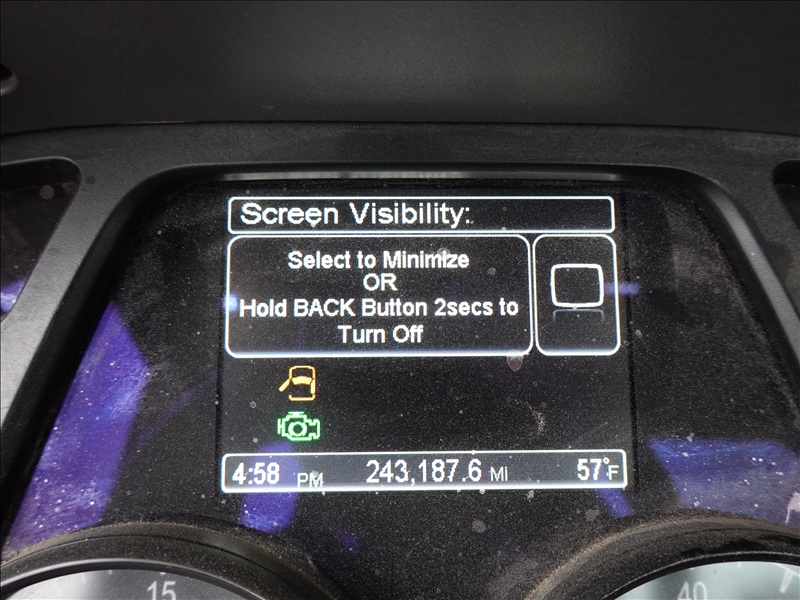 Screen Visibility:
Select to Minimize
OR
Hold BACK Button 2secs to
Turn Off
4:58 PM 243,187.6 Mi 57°F
15 40